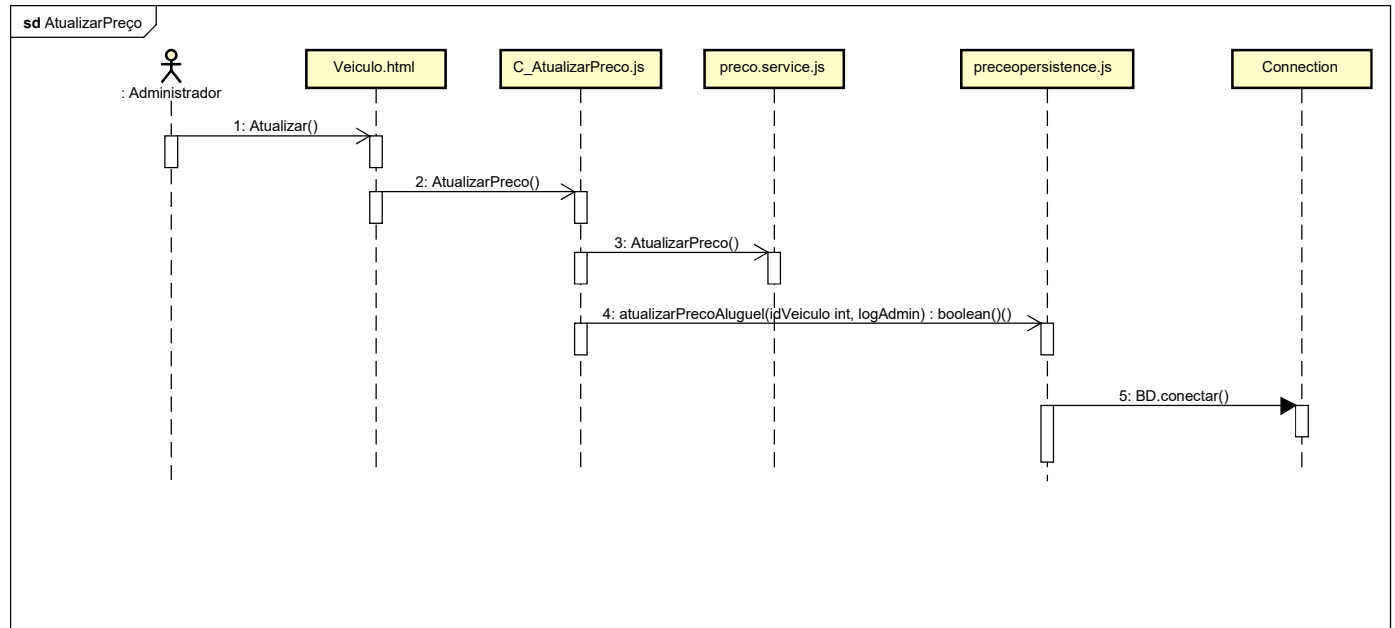 sd AtualizarPreço
: Administrador
Veiculo.html
C_AtualizarPreco.js
preco.service.js
preceopersistence.js
Connection
1: Atualizar()
2: AtualizarPreco()
3: AtualizarPreco()
4: atualizarPrecoAluguel(idVeiculo int, logAdmin) : boolean()()
5: BD.conectar()